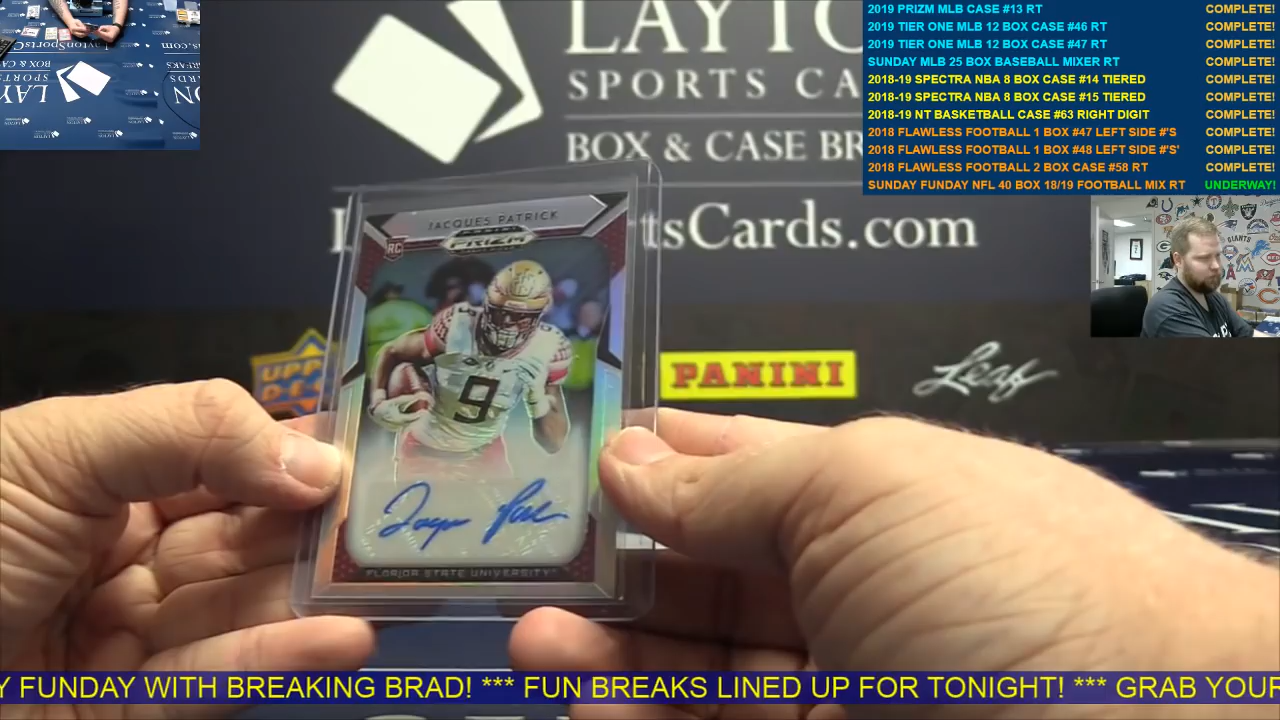 LAYTO
SPORTS CA
BOX & CASE BR
tsCards.com
2019 PRIZM MLB CASE #13 RT COMPLETE!
2019 TIER ONE MLB 12 BOX CASE #46 RT COMPLETE!
2019 TIER ONE MLB 12 BOX CASE #47 RT COMPLETE!
SUNDAY MLB 25 BOX BASEBALL MIXER RT COMPLETE!
2018-19 SPECTRA NBA 8 BOX CASE #14 TIERED COMPLETE!
2018-19 SPECTRA NBA 8 BOX CASE #15 TIERED COMPLETE!
2018-19 NT BASKETBALL CASE #63 RIGHT DIGIT COMPLETE!
2018 FLAWLESS FOOTBALL 1 BOX #47 LEFT SIDE #'S COMPLETE!
2018 FLAWLESS FOOTBALL 1 BOX #48 LEFT SIDE #'S' COMPLETE!
2018 FLAWLESS FOOTBALL 2 BOX CASE #58 RT COMPLETE!
SUNDAY FUNDAY NFL 40 BOX 18/19 FOOTBALL MIX RT UNDERWAY!
JACQUES PATRICK
RC
PRIZM
9
FLORIDA STATE UNIVERSITY
UPP
DE
PANINI
Leaf
GIANTS
Y FUNDAY WITH BREAKING BRAD! *** FUN BREAKS LINED UP FOR TONIGHT! *** GRAB YOUR